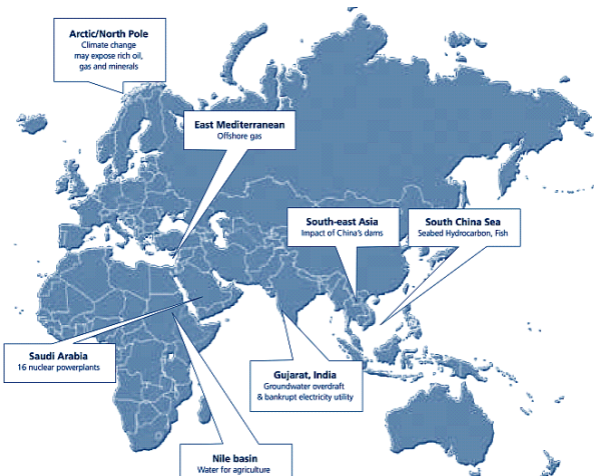 Arctic/North Pole
Climate change
may expose rich oil,
gas and minerals
East Mediterranean
Offshore gas
South-east Asia
Impact of China's dams
South China Sea
Seabed Hydrocarbon, Fish
Saudi Arabia
16 nuclear powerplants
Gujarat, India
Groundwater overdraft
& bankrupt electricity utility
Nile basin
Water for agriculture